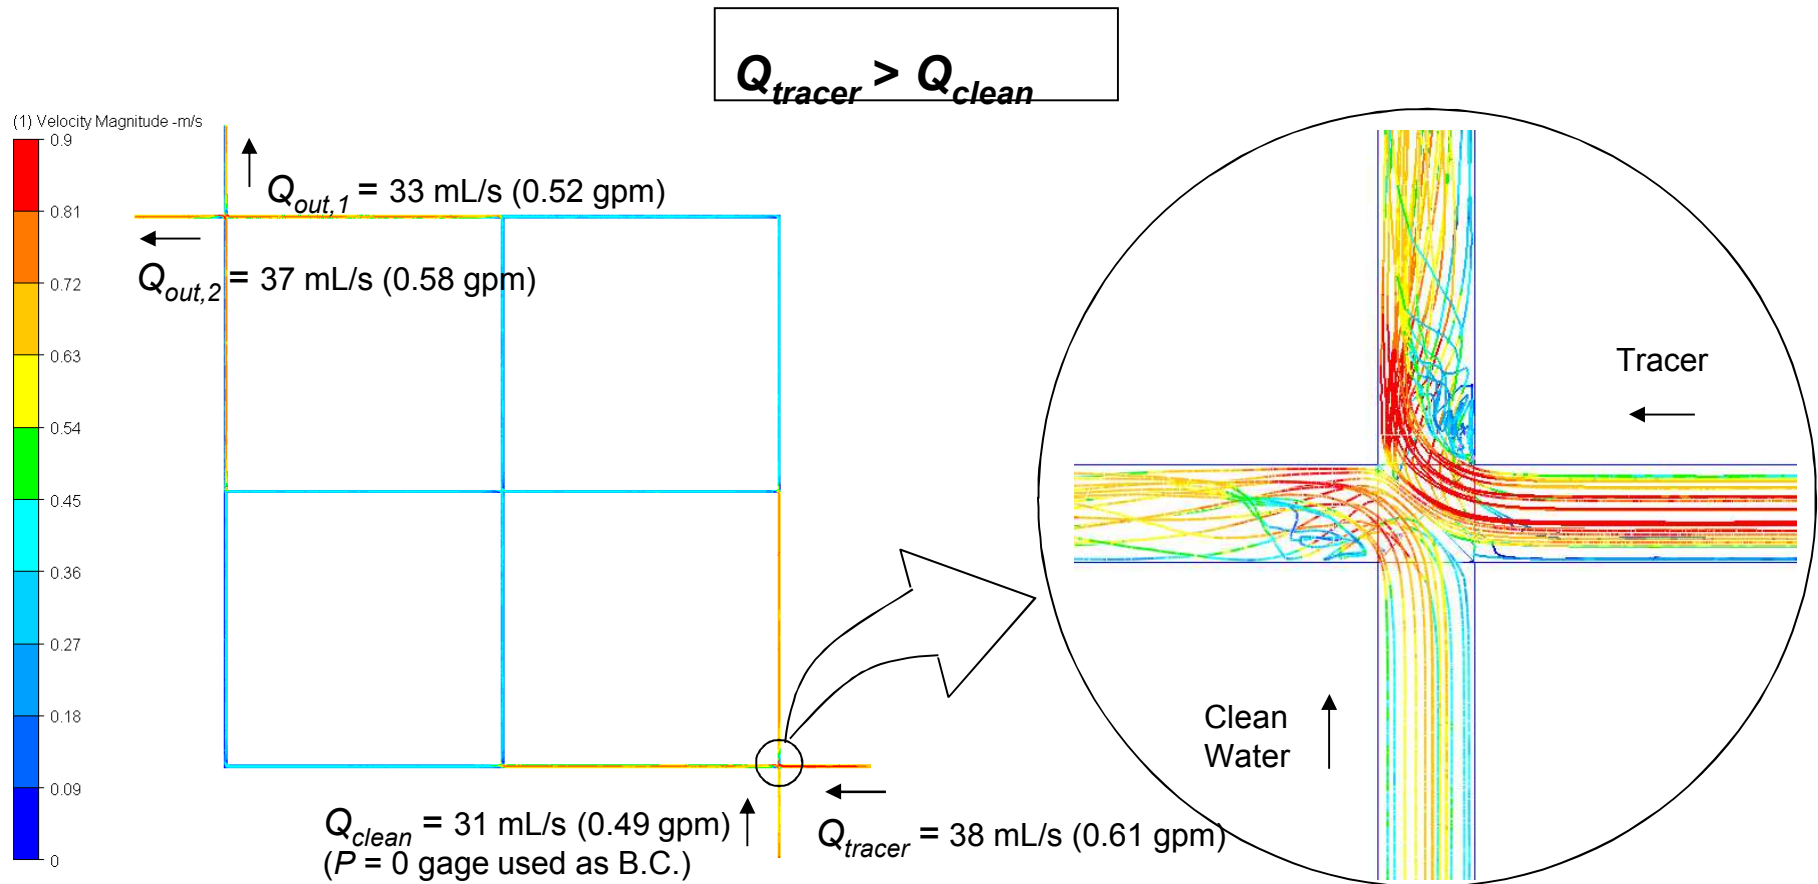 Q_tracer > Q_clean
(1) Velocity Magnitude -m/s
0.9
0.81
0.72
0.63
0.54
0.45
0.36
0.27
0.18
0.09
0
Q_out,1 = 33 mL/s (0.52 gpm)
Q_out,2 = 37 mL/s (0.58 gpm)
Q_clean = 31 mL/s (0.49 gpm)
(P = 0 gage used as B.C.)
Q_tracer = 38 mL/s (0.61 gpm)
Tracer
Clean
Water